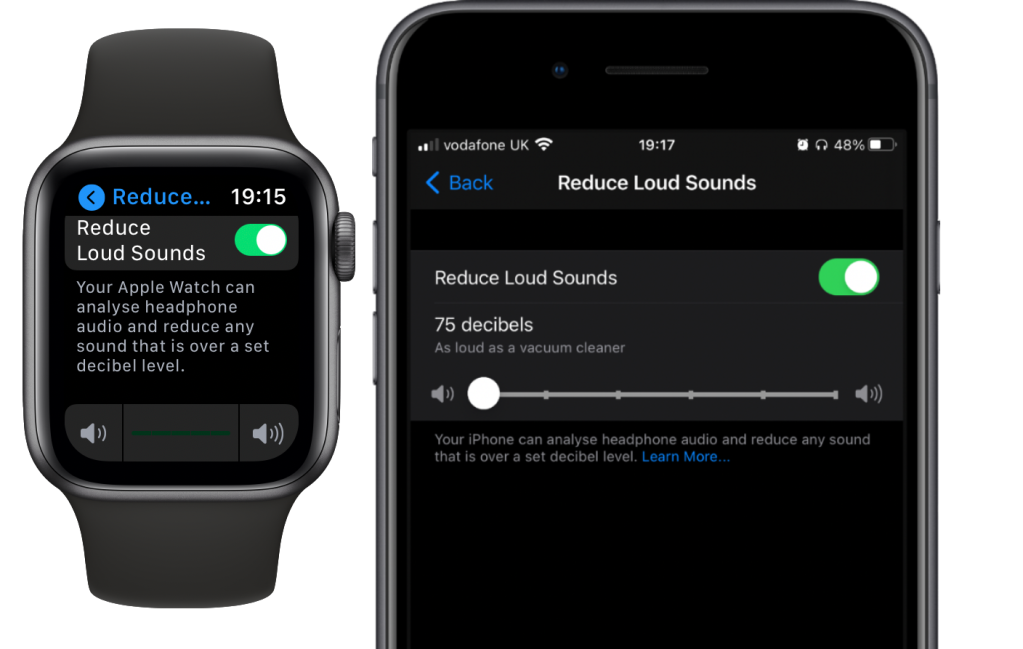 Reduce... 19:15
Reduce
Loud Sounds
Your Apple Watch can
analyse headphone
audio and reduce any
sound that is over a set
decibel level.
vodafone UK 19:17 48%
Back Reduce Loud Sounds
Reduce Loud Sounds
75 decibels
As loud as a vacuum cleaner
Your iPhone can analyse headphone audio and reduce any sound
that is over a set decibel level. Learn More...